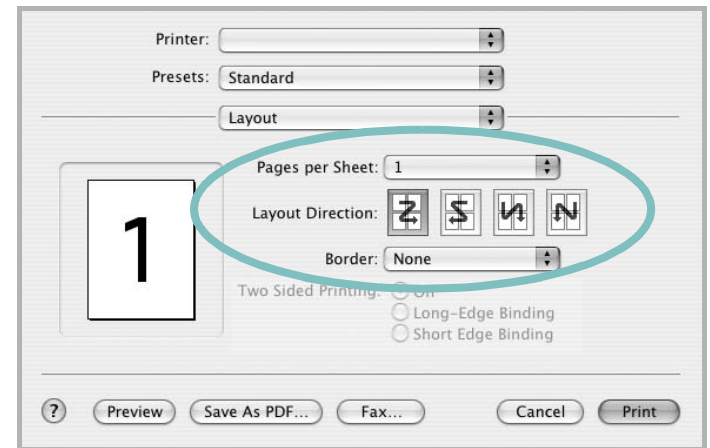 Printer:
Presets: Standard
Layout
Pages per Sheet: 1
1
Layout Direction:
Border: None
Two Sided Printing: Off
Long-Edge Binding
Short Edge Binding
? Preview Save As PDF... Fax... Cancel Print